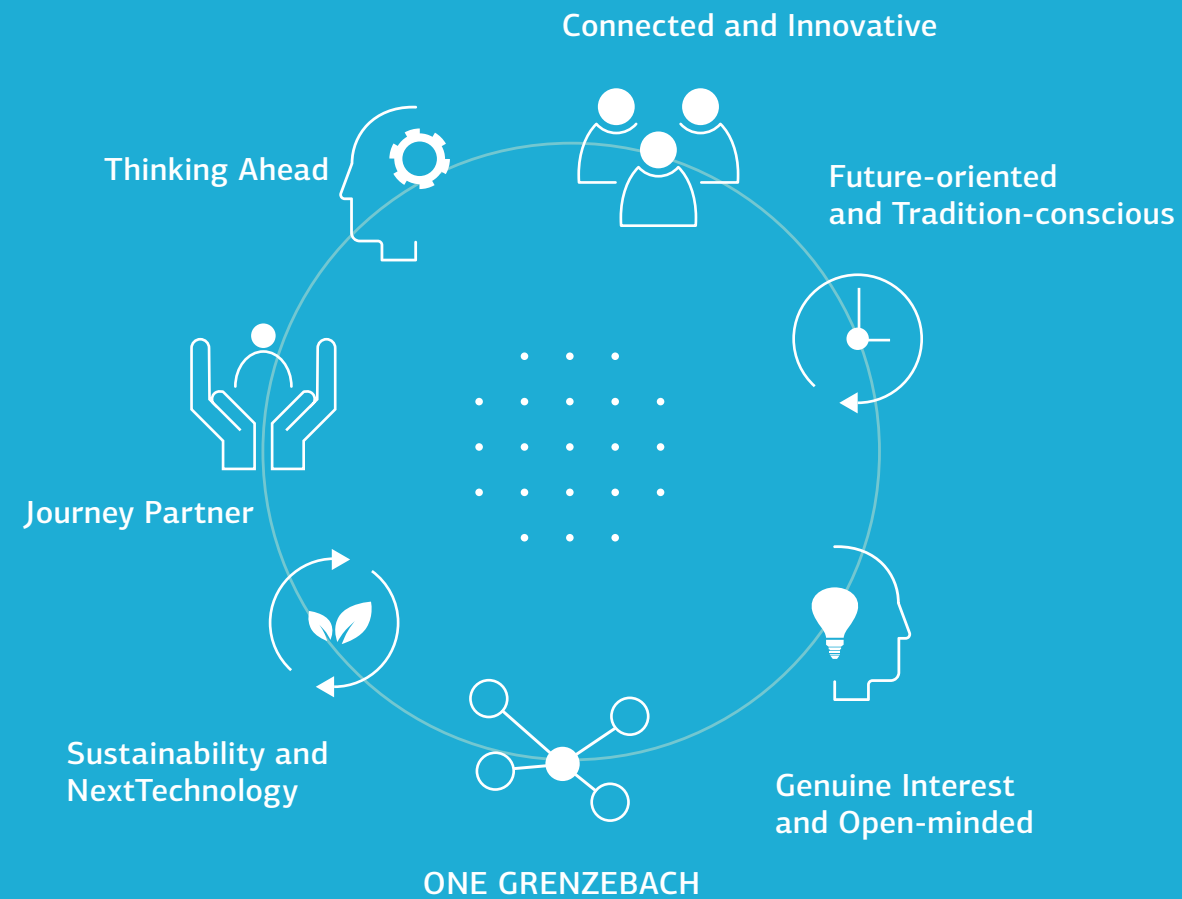 Connected and Innovative
Thinking Ahead
Future-oriented
and Tradition-conscious
Journey Partner
Sustainability and
NextTechnology
Genuine Interest
and Open-minded
ONE GRENZEBACH